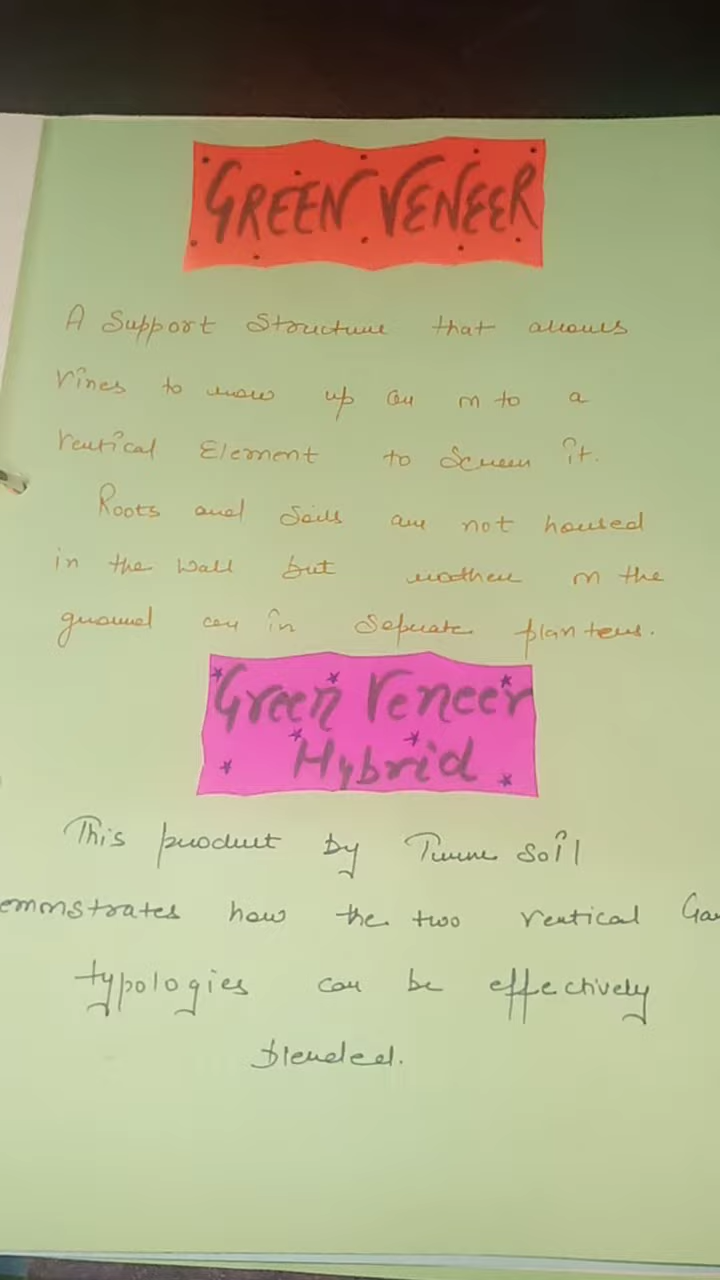 GREEN VENEER
A Support Structure that allows
Vines to grow up or on to a
Vertical Element to Screen it.
Roots and Soils are not housed
in the Wall but rather in the
ground or in Seperate planters.
Green Veneer
Hybrid
This product by Turne Soil
emonstrates how the two vertical Ga
typologies can be effectively
blended.